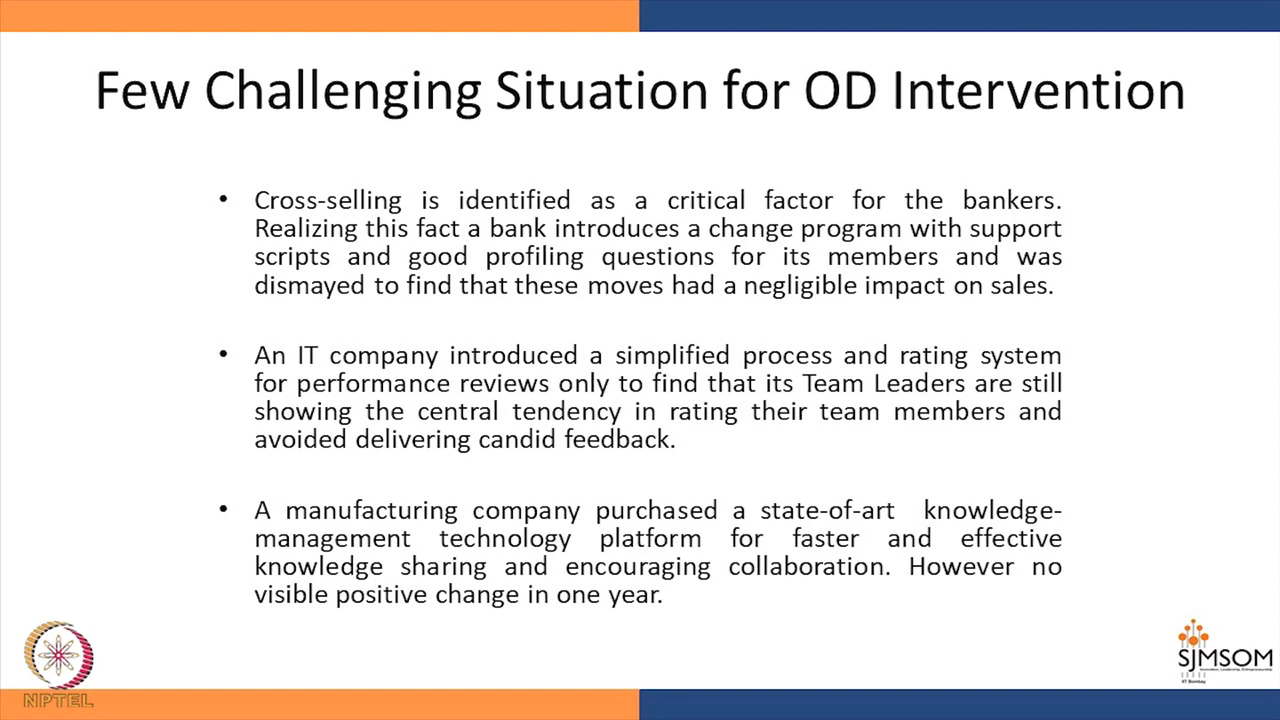 Few Challenging Situation for OD Intervention
• Cross-selling is identified as a critical factor for the bankers.
Realizing this fact a bank introduces a change program with support
scripts and good profiling questions for its members and was
dismayed to find that these moves had a negligible impact on sales.
• An IT company introduced a simplified process and rating system
for performance reviews only to find that its Team Leaders are still
showing the central tendency in rating their team members and
avoided delivering candid feedback.
• A manufacturing company purchased a state-of-art knowledge-
management technology platform for faster and effective
knowledge sharing and encouraging collaboration. However no
visible positive change in one year.
NPTEL
SJMSOM
Innovation, Leadership, Entrepreneurship
IIT Bombay